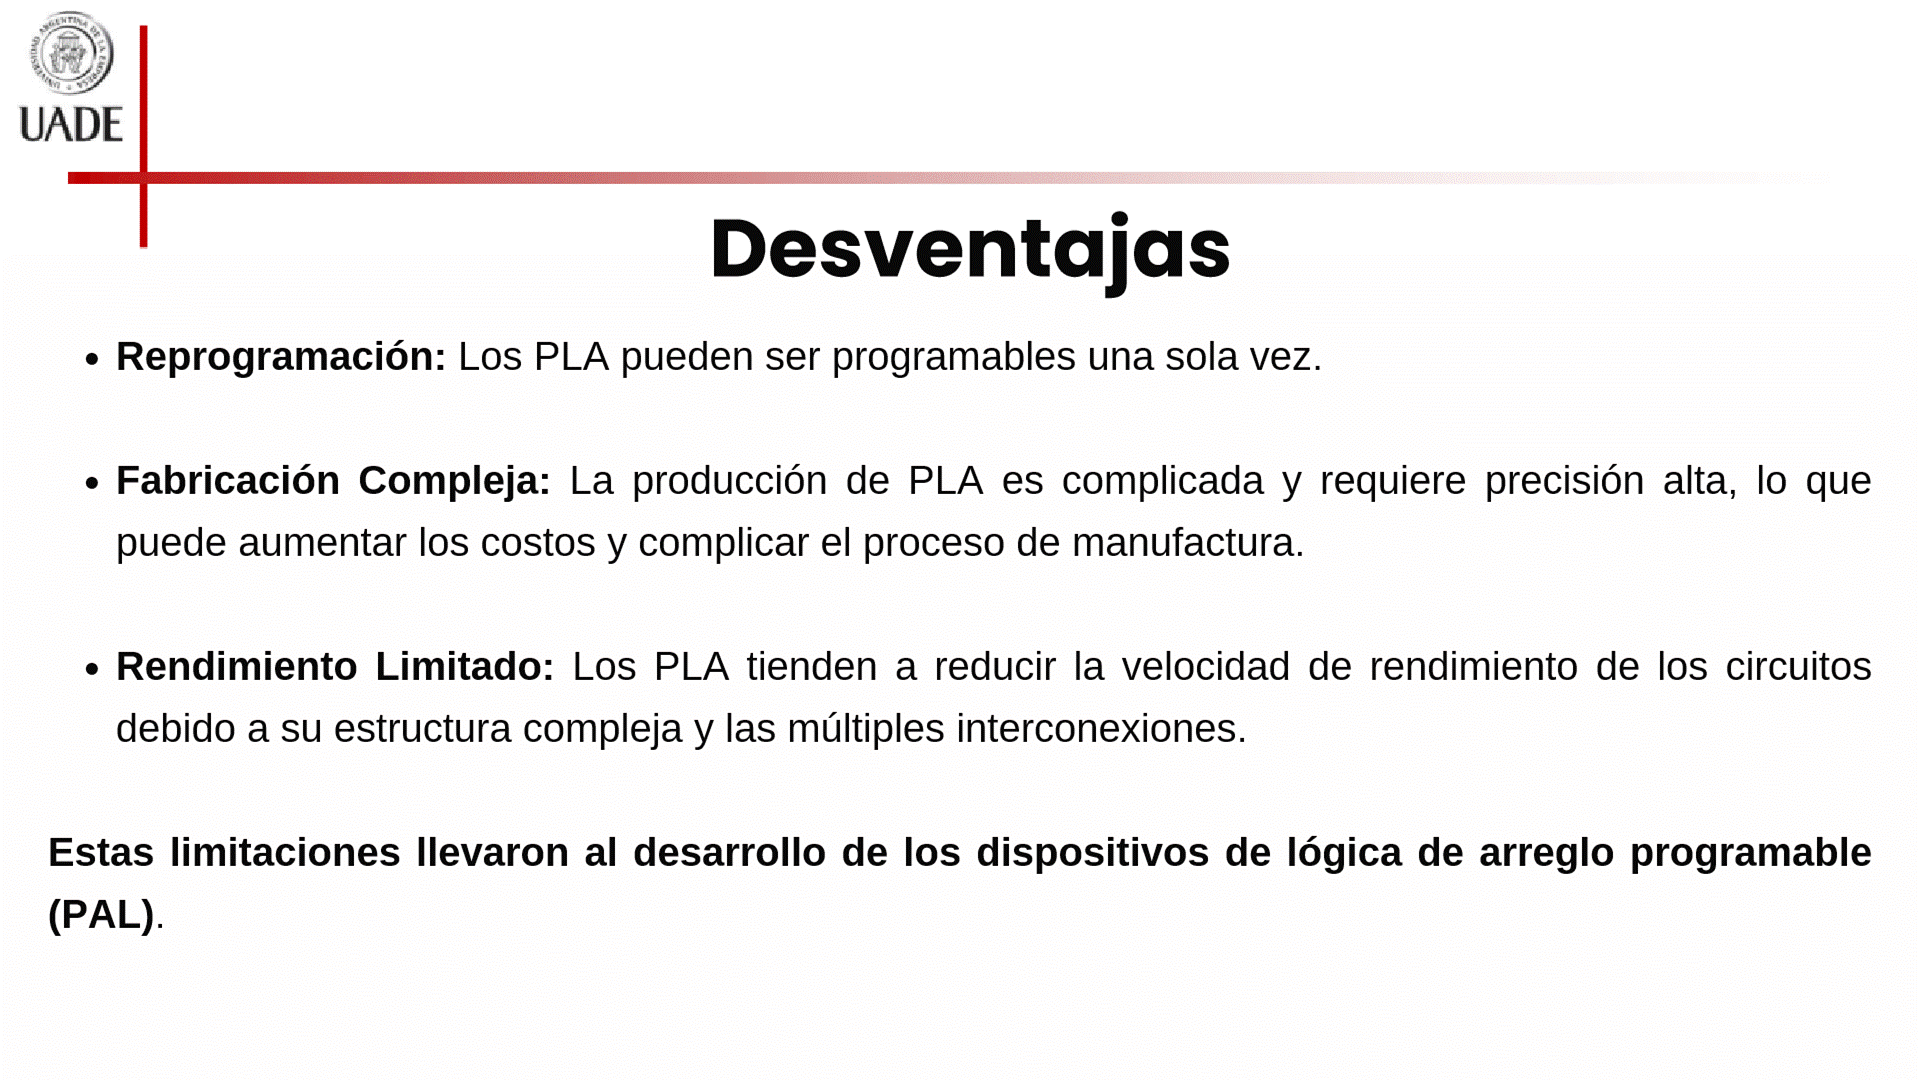 UNIVERSIDAD ARGENTINA DE LA EMPRESA
UADE
Desventajas
• Reprogramación: Los PLA pueden ser programables una sola vez.
• Fabricación Compleja: La producción de PLA es complicada y requiere precisión alta, lo que
puede aumentar los costos y complicar el proceso de manufactura.
• Rendimiento Limitado: Los PLA tienden a reducir la velocidad de rendimiento de los circuitos
debido a su estructura compleja y las múltiples interconexiones.
Estas limitaciones llevaron al desarrollo de los dispositivos de lógica de arreglo programable
(PAL).